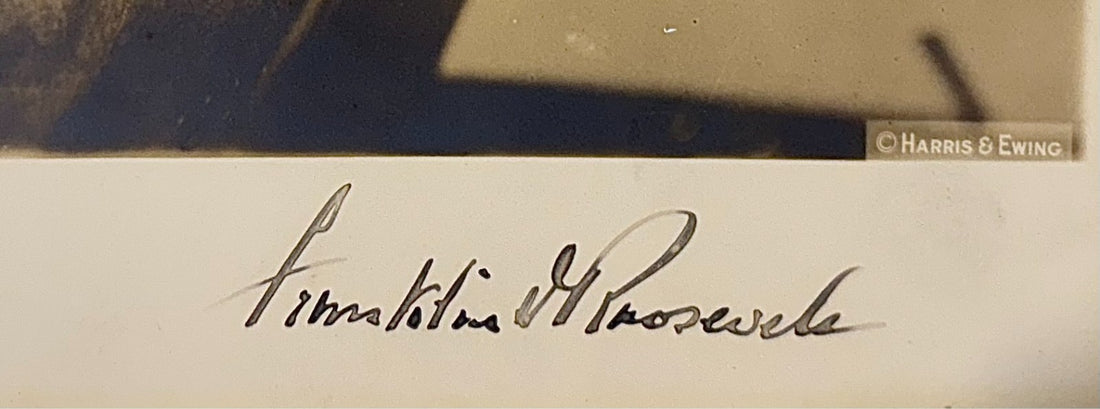 © HARRIS & EWING
Franklin D Roosevelt